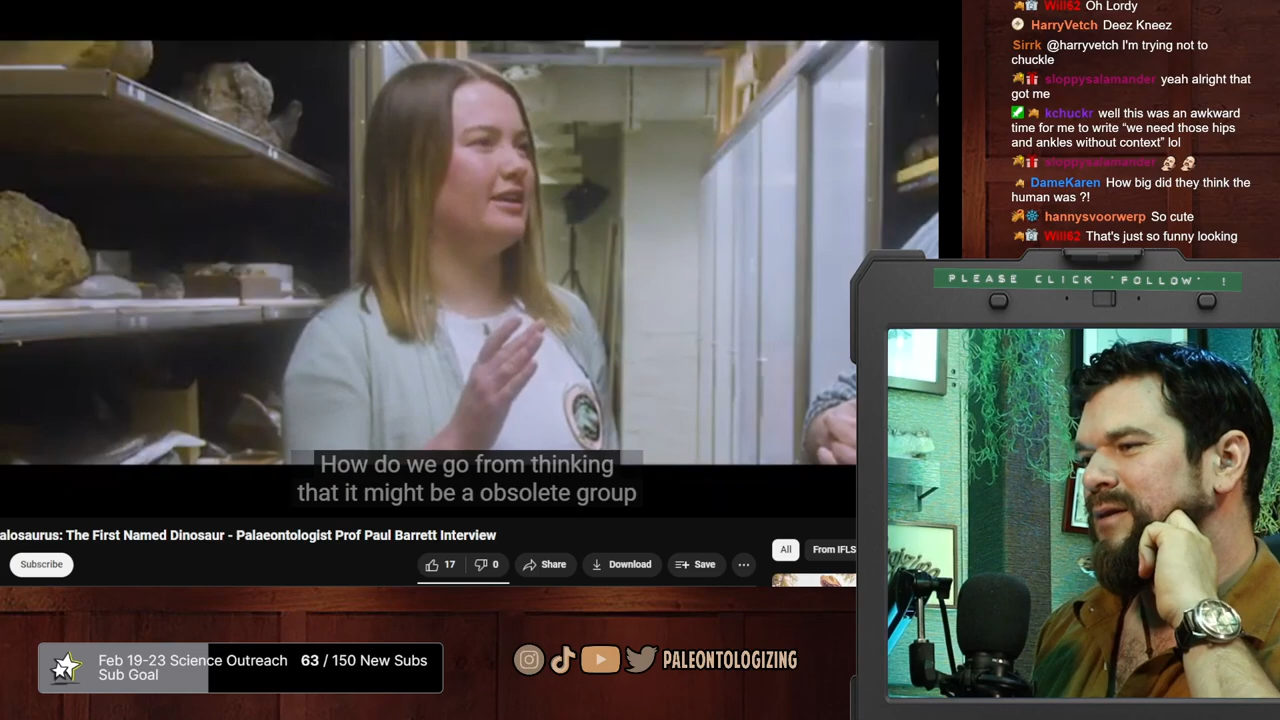 Will62 Oh Lordy
HarryVetch Deez Kneez
Sirrk @harryvetch I'm trying not to
chuckle
sloppysalamander yeah alright that
got me
kchuckr well this was an awkward
time for me to write “we need those hips
and ankles without context” lol
sloppysalamander
DameKaren How big did they think the
human was ?!
hannysvoorwerp So cute
Will62 That's just so funny looking
PLEASE CLICK 'FOLLOW' !
How do we go from thinking
that it might be a obsolete group
alosaurus: The First Named Dinosaur - Palaeontologist Prof Paul Barrett Interview
Subscribe
17
0
Share
Download
Save
All
From IFLS
Feb 19-23 Science Outreach 63 / 150 New Subs
Sub Goal
PALEONTOLOGIZING